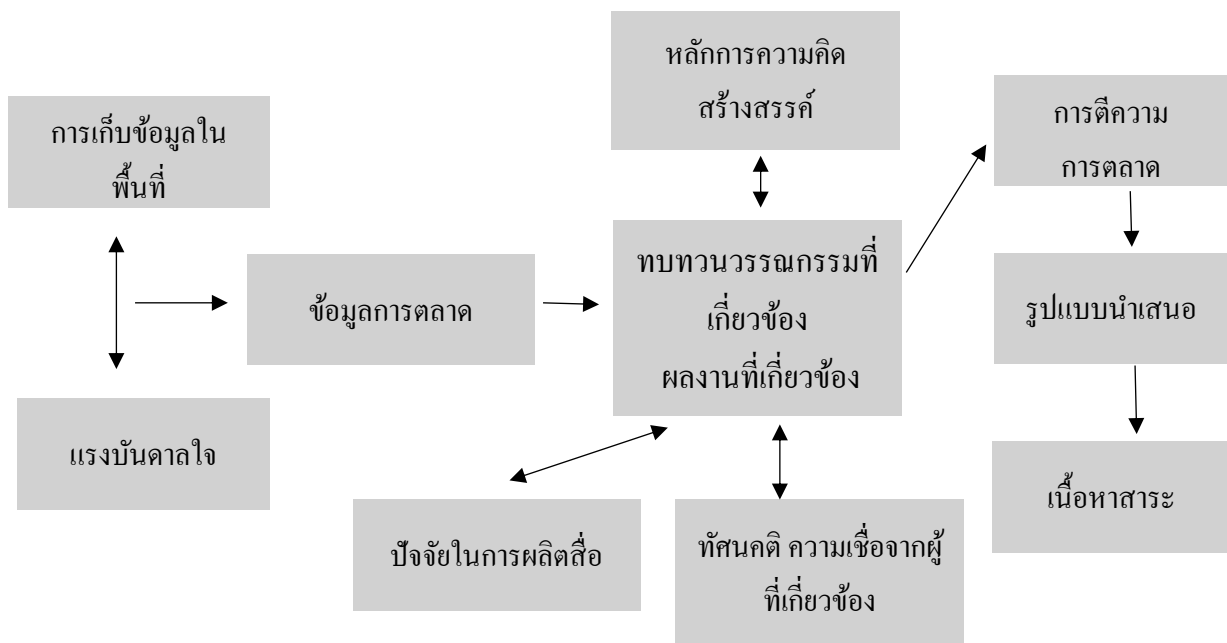 การเก็บข้อมูลใน
พื้นที่
แรงบันดาลใจ
ข้อมูลการตลาด
หลักการความคิด
สร้างสรรค์
ทบทวนวรรณกรรมที่
เกี่ยวข้อง
ผลงานที่เกี่ยวข้อง
ปัจจัยในการผลิตสื่อ
ทัศนคติ ความเชื่อจากผู้
ที่เกี่ยวข้อง
การตีความ
การตลาด
รูปแบบนำเสนอ
เนื้อหาสาระ